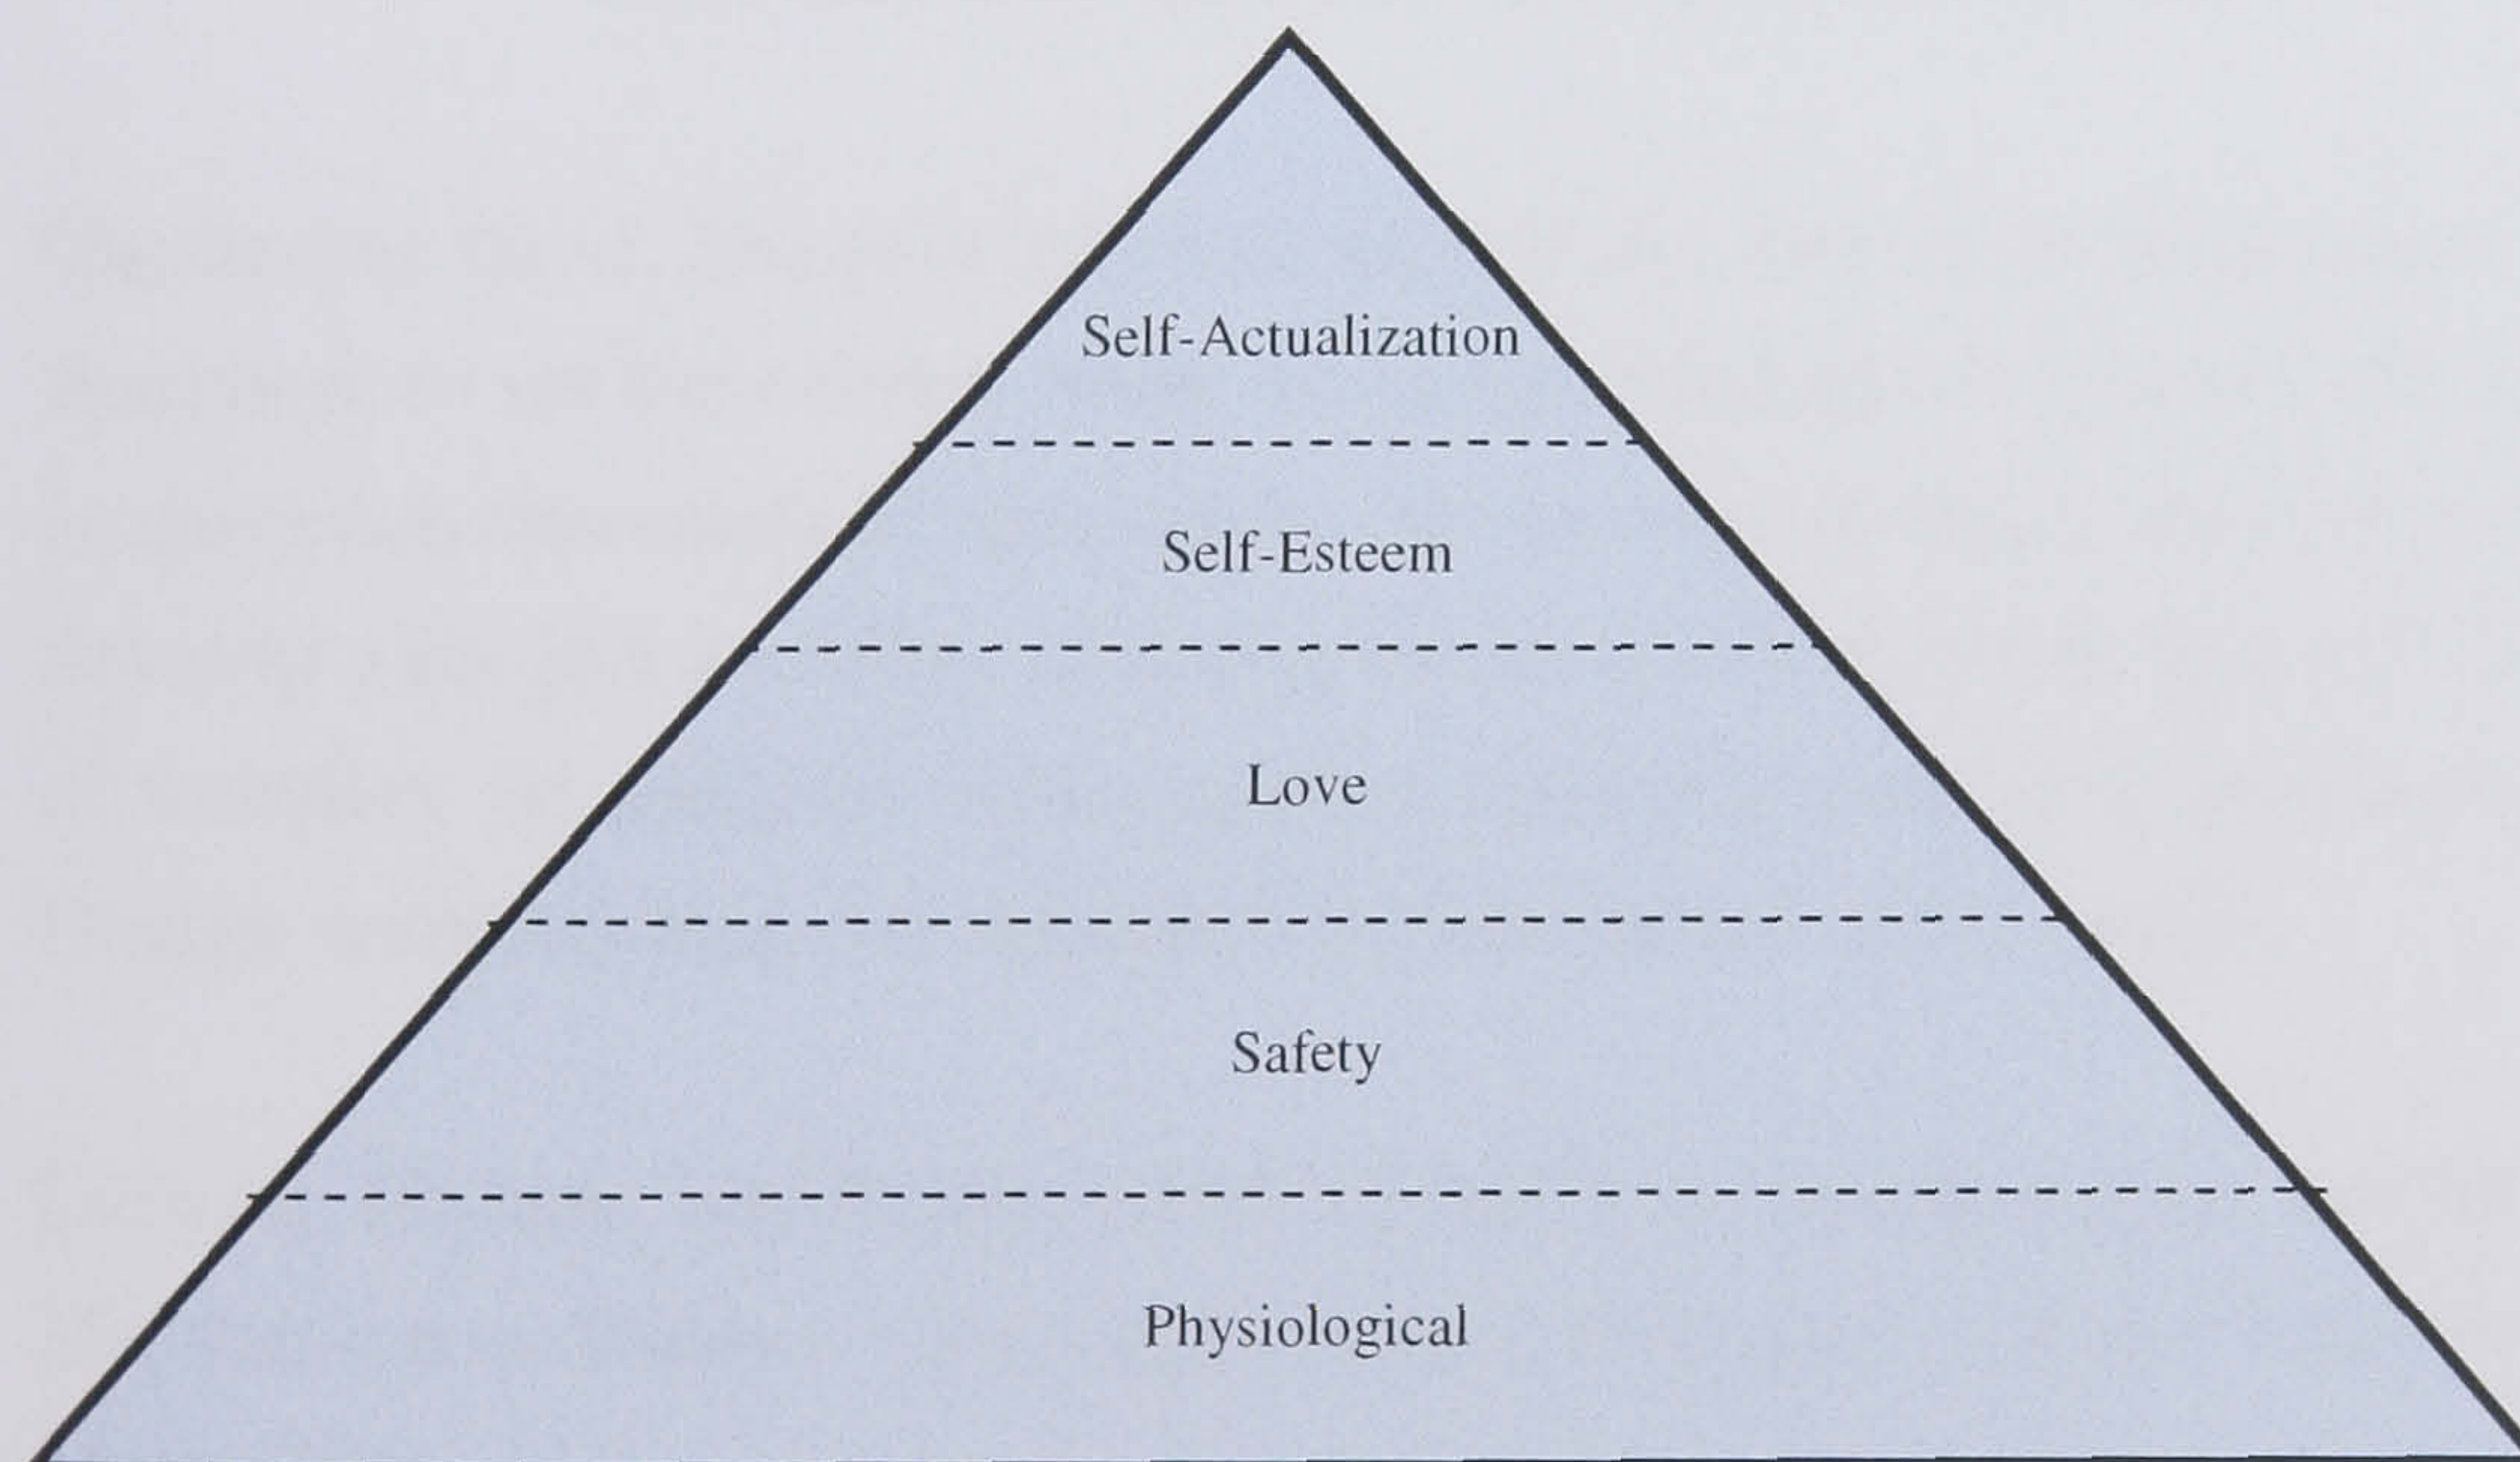 Self-Actualization
Self-Esteem
Love
Safety
Physiological